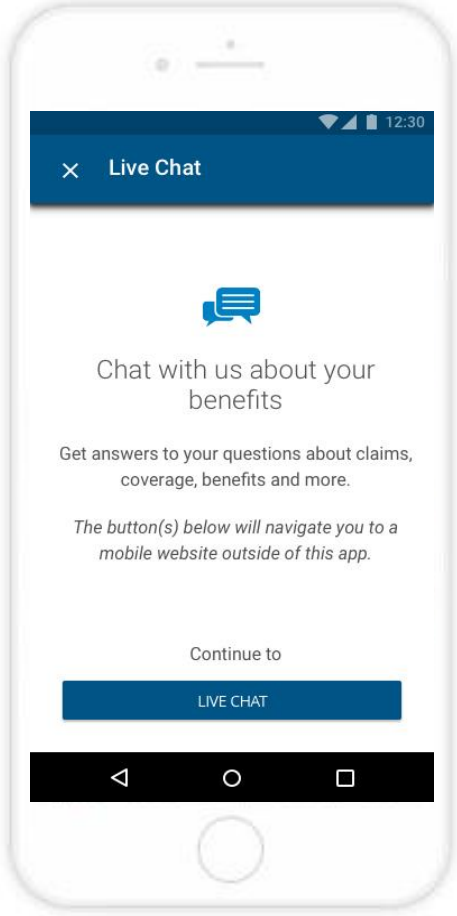 12:30
Live Chat
Chat with us about your
benefits
Get answers to your questions about claims,
coverage, benefits and more.
The button(s) below will navigate you to a
mobile website outside of this app.
Continue to
LIVE CHAT